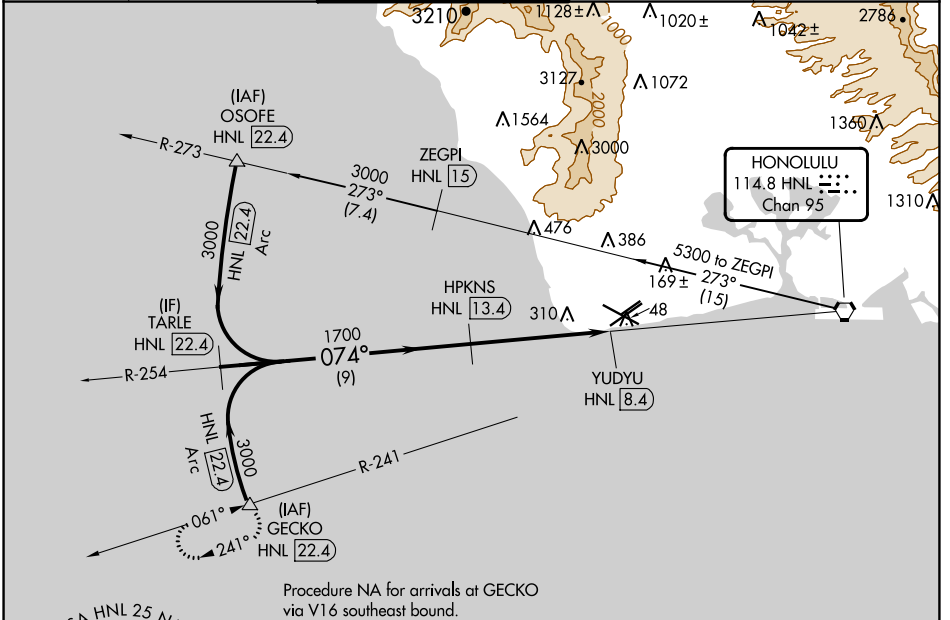 3210
1128±
1000
1020±
1042±
2786
3127
1072
2000
1564
3000
1360
1310
(IAF)
OSOFE
HNL 22.4
R-273
ZEGPI
HNL 15
3000
273°
(7.4)
HONOLULU
114.8 HNL
Chan 95
476
386
5300 to ZEGPI
273°
(15)
169±
3000
HNL 22.4
Arc
HPKNS
HNL 13.4
310
48
(IF)
TARLE
HNL 22.4
1700
074°
(9)
R-254
YUDYU
HNL 8.4
HNL 22.4
Arc
3000
R-241
061°
241°
(IAF)
GECKO
HNL 22.4
Procedure NA for arrivals at GECKO
via V16 southeast bound.
HNL 25